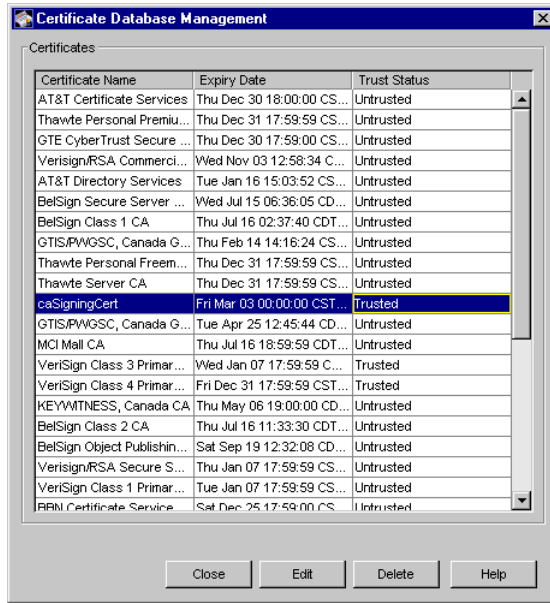 Certificate Database Management
Certificates
Certificate Name Expiry Date Trust Status
AT&T Certificate Services Thu Dec 30 18:00:00 CS... Untrusted
Thawte Personal Premiu... Thu Dec 31 17:59:59 CS... Untrusted
GTE CyberTrust Secure ... Thu Dec 30 17:59:00 CS... Untrusted
Verisign/RSA Commerci... Wed Nov 03 12:58:34 C... Untrusted
AT&T Directory Services Tue Jan 16 15:03:52 CS... Untrusted
BelSign Secure Server ... Wed Jul 15 06:36:05 CD... Untrusted
BelSign Class 1 CA Thu Jul 16 02:37:40 CDT... Untrusted
GTIS/PWGSC, Canada G... Thu Feb 14 14:16:24 CS... Untrusted
Thawte Personal Freem... Thu Dec 31 17:59:59 CS... Untrusted
Thawte Server CA Thu Dec 31 17:59:59 CS... Untrusted
caSigningCert Fri Mar 03 00:00:00 CST... Trusted
GTIS/PWGSC, Canada G... Tue Apr 25 12:45:44 CD... Untrusted
MCI Mall CA Thu Jul 16 18:59:59 CDT... Untrusted
VeriSign Class 3 Primar... Wed Jan 07 17:59:59 C... Trusted
VeriSign Class 4 Primar... Fri Dec 31 17:59:59 CST... Trusted
KEYWITNESS, Canada CA Thu May 06 19:00:00 CD... Untrusted
BelSign Class 2 CA Thu Jul 16 11:33:30 CDT... Untrusted
BelSign Object Publishin... Sat Sep 19 12:32:08 CD... Untrusted
Verisign/RSA Secure S... Thu Jan 07 17:59:59 CS... Untrusted
VeriSign Class 1 Primar... Tue Jan 07 17:59:59 CS... Untrusted
BBN Certificate Service Sat Dec 25 17:59:00 CS... Untrusted
Close Edit Delete Help